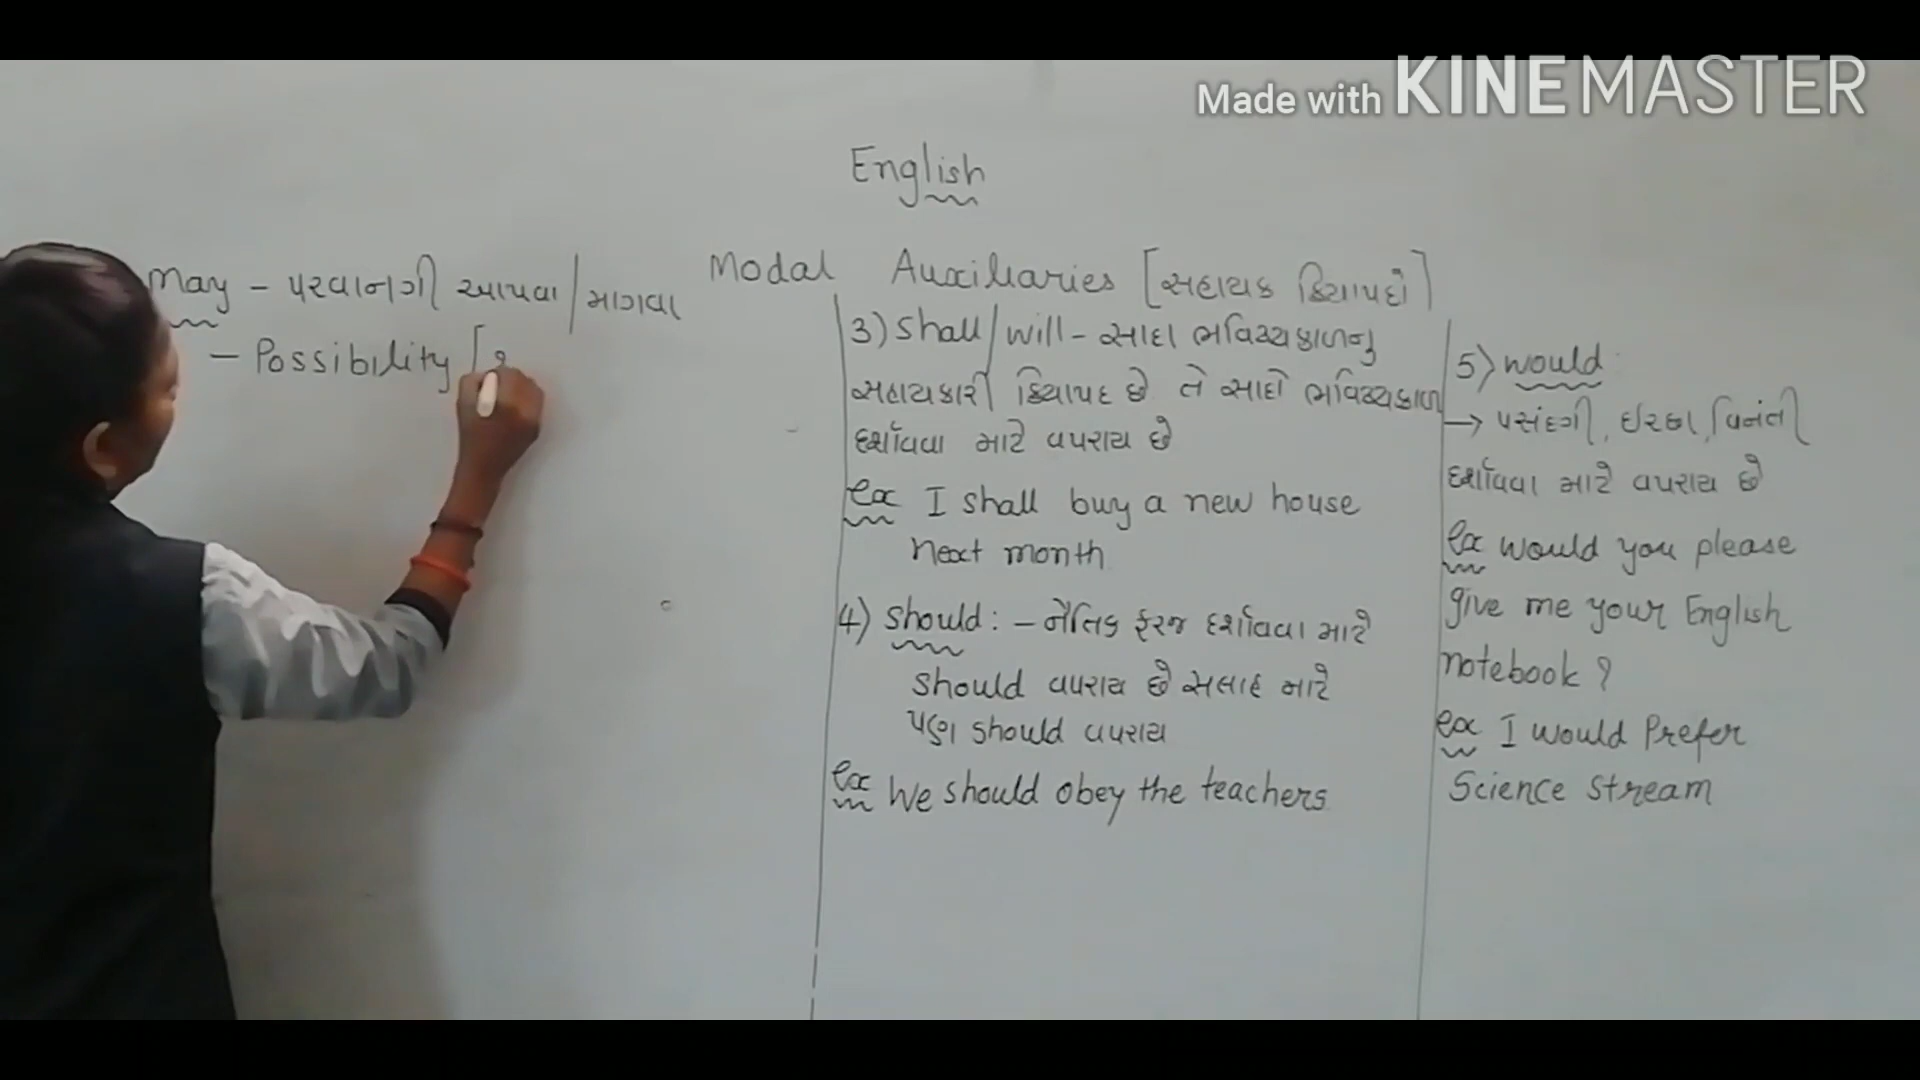 Made with KINEMASTER
English
Modal Auxiliaries [સહાયક ક્રિયાપદો]
May - પરવાનગી આપવા / માગવા
- Possibility [
3) Shall / will - સાદા ભવિષ્યકાળનુ
સહાયકારી ક્રિયાપદ છે તે સાદો ભવિષ્યકાળ
દર્શાવવા માટે વપરાય છે
ex I shall buy a new house
next month
4) should : - નૈતિક ફરજ દર્શાવવા માટે
should વપરાય છે સલાહ માટે
પણ should વપરાય
ex We should obey the teachers
5) would
→ પસંદગી, ઈચ્છા, વિનંતી
દર્શાવવા માટે વપરાય છે
ex would you please
give me your English
notebook ?
ex I would Prefer
Science stream